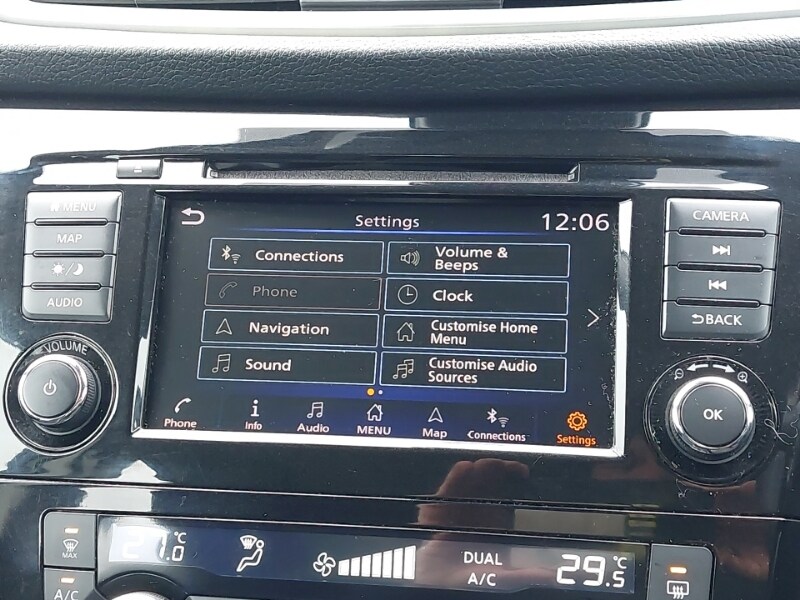 MENU
MAP
AUDIO
VOLUME
Settings
12:06
Connections
Volume &
Beeps
Phone
Clock
Navigation
Customise Home
Menu
Sound
Customise Audio
Sources
Phone
Info
Audio
MENU
Map
Connections
Settings
CAMERA
BACK
OK
MAX
A/C
21.0 °C
DUAL
A/C
29.5 °C